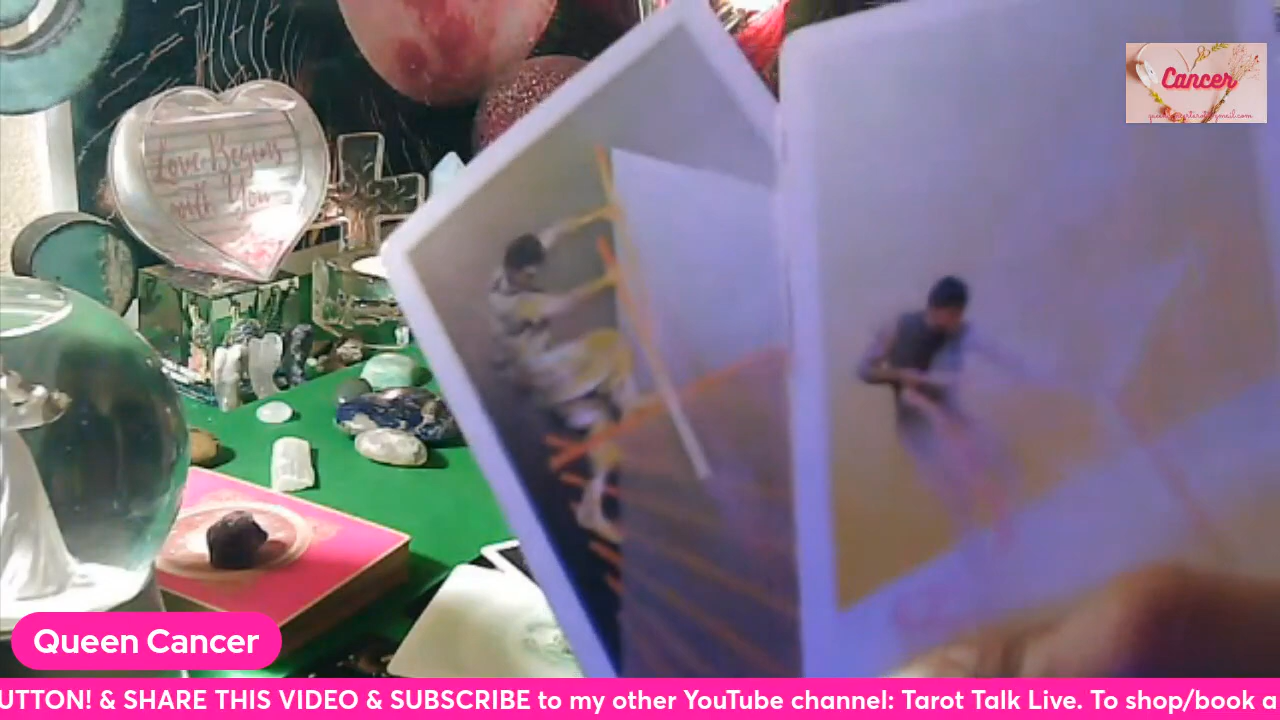 Cancer
Love Begins
with You
Queen Cancer
UTTON! & SHARE THIS VIDEO & SUBSCRIBE to my other YouTube channel: Tarot Talk Live. To shop/book a